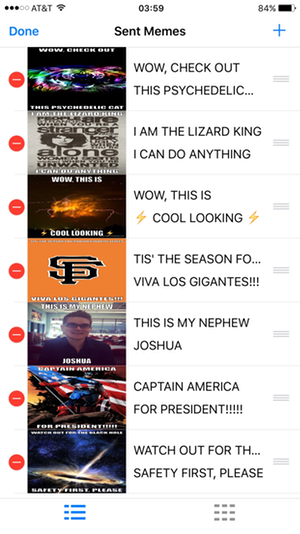 AT&T 03:59 84%
Done Sent Memes +
WOW, CHECK OUT
THIS PSYCHEDELIC CAT
WOW, CHECK OUT
THIS PSYCHEDELIC...
I AM THE LIZARD KING
stranger
UNWANTED
I CAN DO ANYTHING
I AM THE LIZARD KING
I CAN DO ANYTHING
WOW, THIS IS
⚡ COOL LOOKING ⚡
WOW, THIS IS
⚡ COOL LOOKING ⚡
SF
VIVA LOS GIGANTES!!!
TIS' THE SEASON FO...
VIVA LOS GIGANTES!!!
THIS IS MY NEPHEW
JOSHUA
THIS IS MY NEPHEW
JOSHUA
CAPTAIN AMERICA
FOR PRESIDENT!!!!!
CAPTAIN AMERICA
FOR PRESIDENT!!!!!
WATCH OUT FOR THE BLACK HOLE
SAFETY FIRST, PLEASE
WATCH OUT FOR TH...
SAFETY FIRST, PLEASE